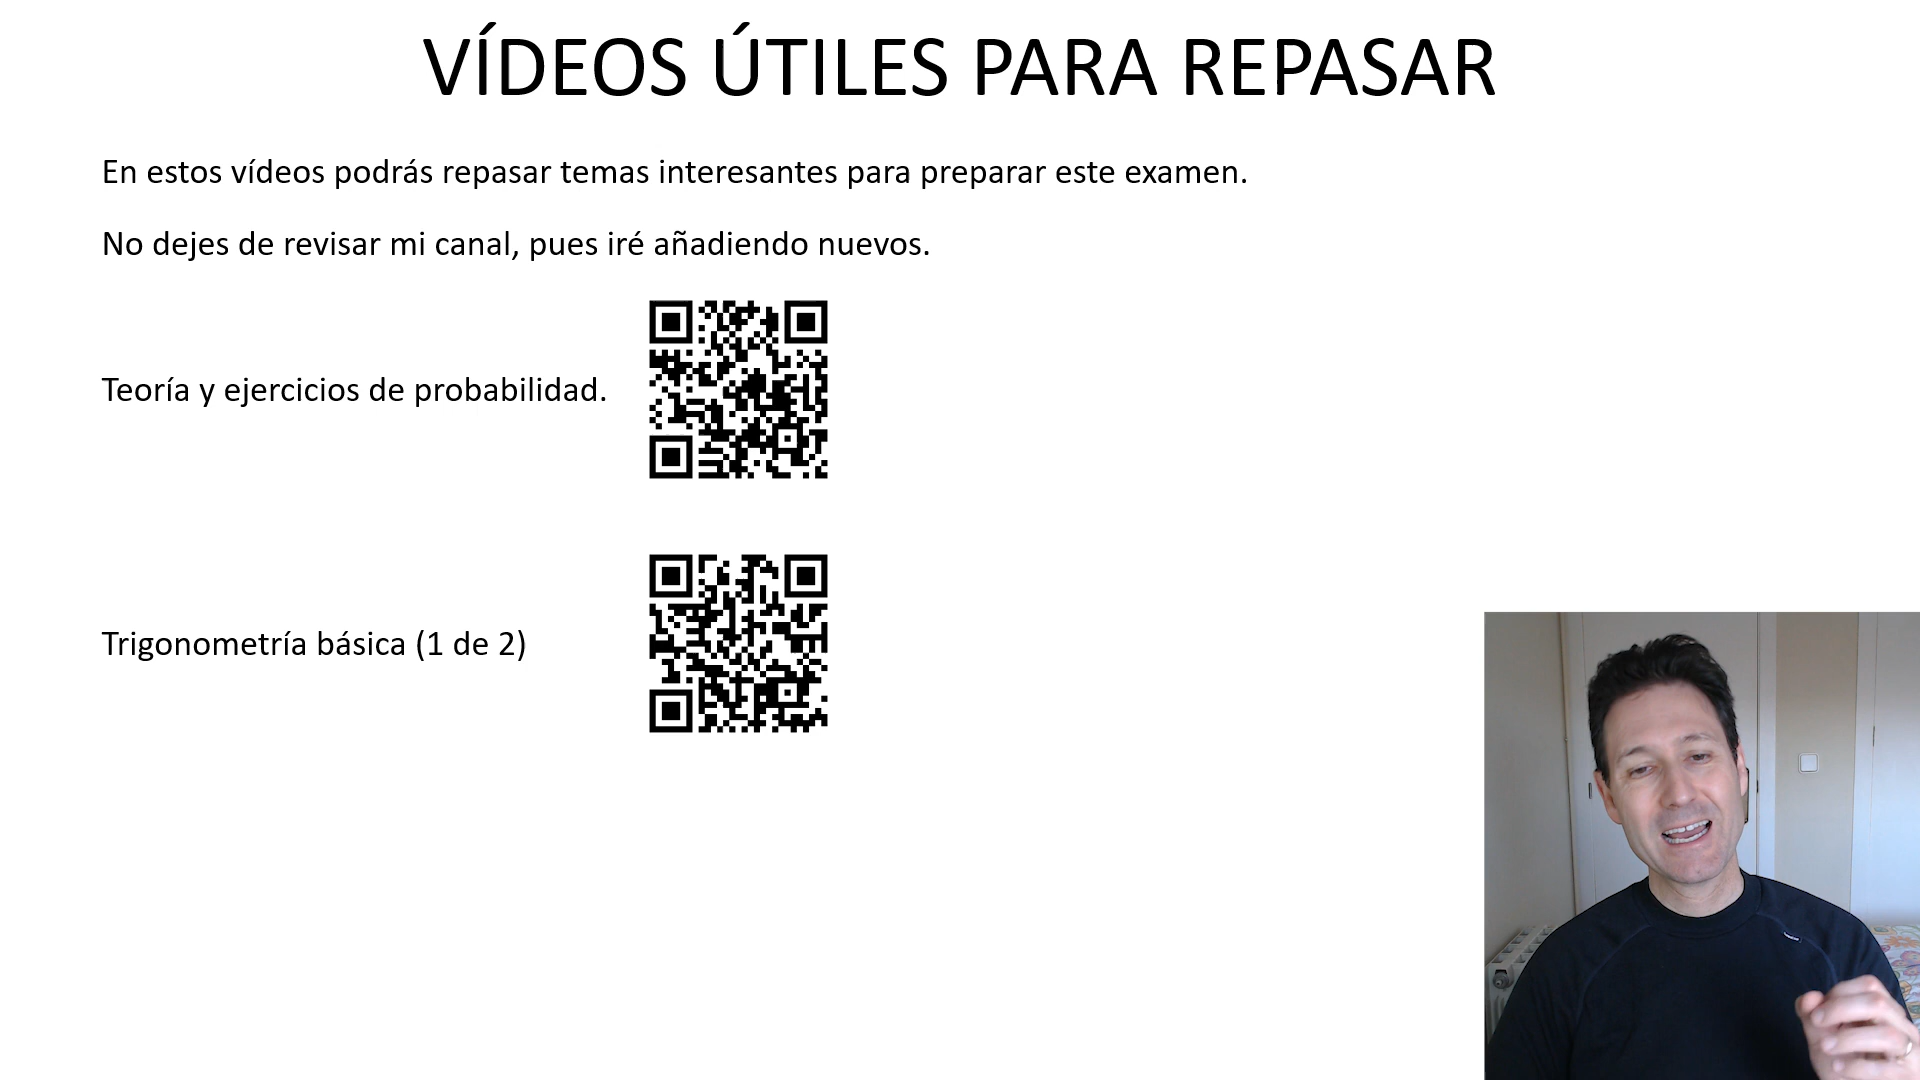 VÍDEOS ÚTILES PARA REPASAR
En estos vídeos podrás repasar temas interesantes para preparar este examen.
No dejes de revisar mi canal, pues iré añadiendo nuevos.
Teoría y ejercicios de probabilidad.
Trigonometría básica (1 de 2)